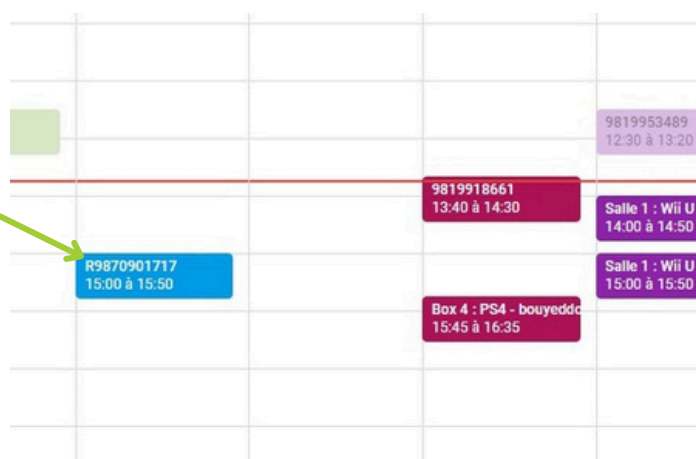 9819953489
12:30 à 13:20
9819918661
13:40 à 14:30
Salle 1 : Wii U
14:00 à 14:50
R9870901717
15:00 à 15:50
Salle 1 : Wii U
15:00 à 15:50
Box 4 : PS4 - bouyeddo
15:45 à 16:35